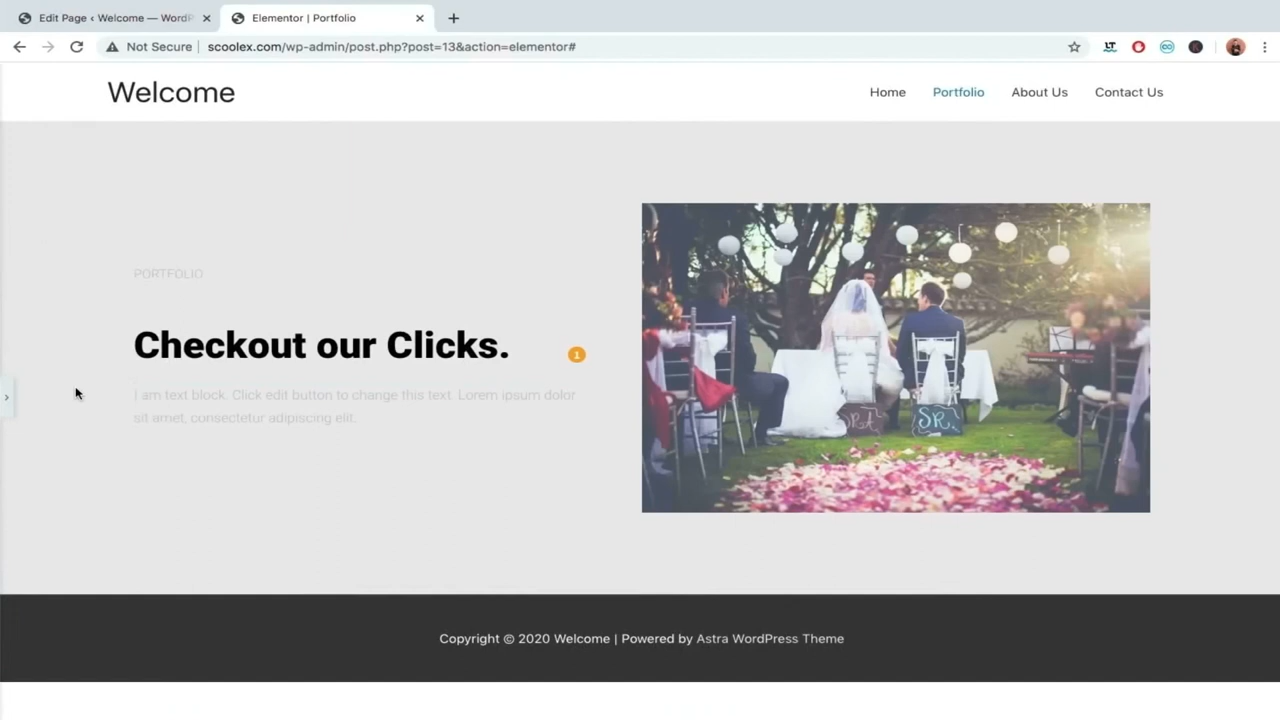 Edit Page ‹ Welcome — WordP
Elementor | Portfolio
Not Secure
scoolex.com/wp-admin/post.php?post=13&action=elementor#
LT
Welcome
Home
Portfolio
About Us
Contact Us
PORTFOLIO
Checkout our Clicks.
1
I am text block. Click edit button to change this text. Lorem ipsum dolor
sit amet, consectetur adipiscing elit.
SR.
Copyright © 2020 Welcome | Powered by Astra WordPress Theme